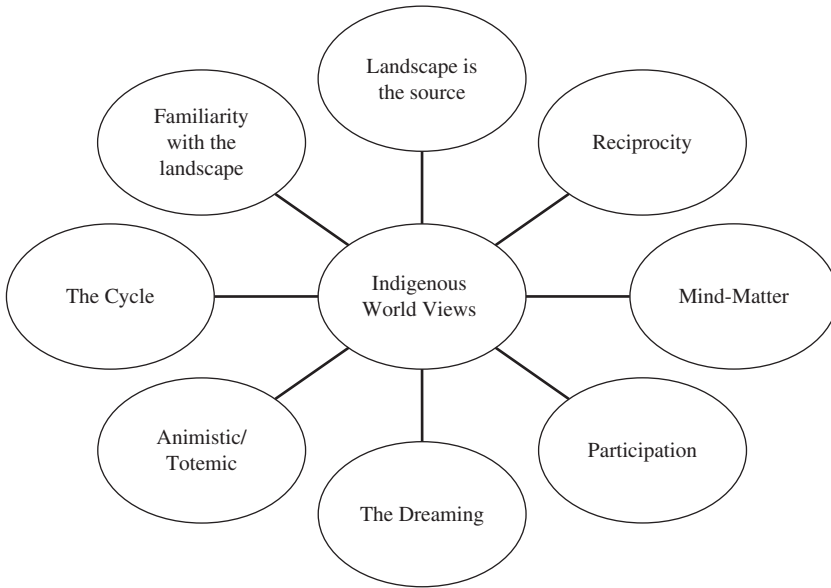 Landscape is
the source
Familiarity
with the
landscape
Reciprocity
The Cycle
Indigenous
World Views
Mind-Matter
Animistic/
Totemic
Participation
The Dreaming